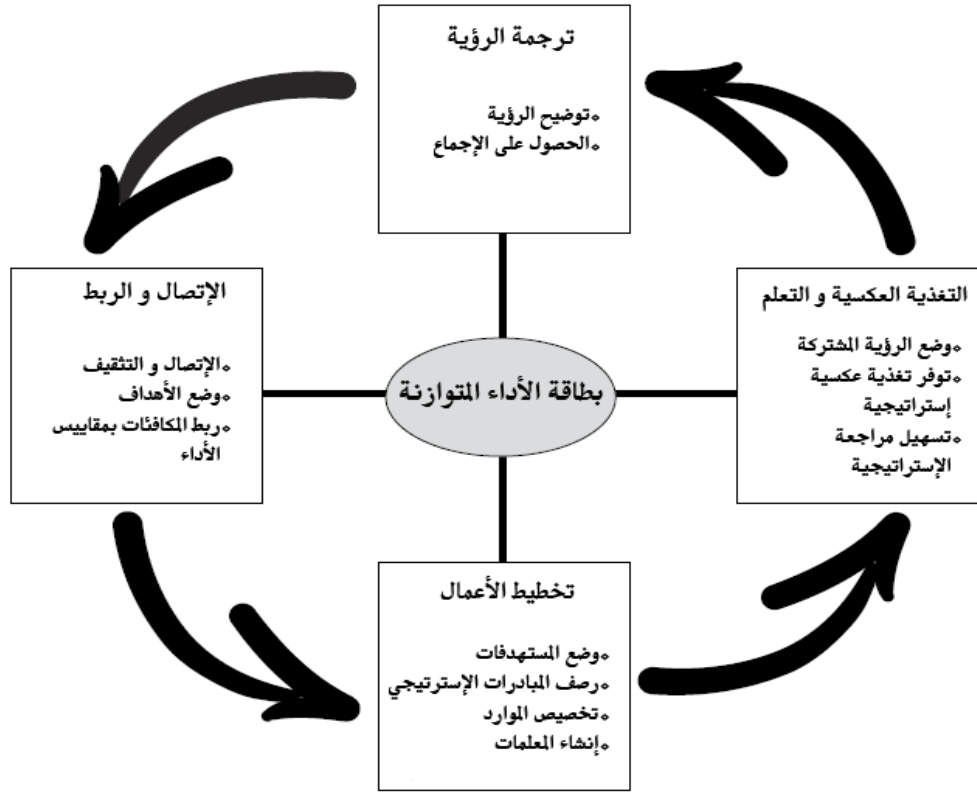 ترجمة الرؤية
توضيح الرؤية
الحصول على الإجماع
الإتصال و الربط
الإتصال و التثقيف
وضع الأهداف
ربط المكافئات بمقاييس
الأداء
بطاقة الأداء المتوازنة
التغذية العكسية و التعلم
وضع الرؤية المشتركة
توفر تغذية عكسية
إستراتيجية
تسهيل مراجعة
الإستراتيجية
تخطيط الأعمال
وضع المستهدفات
رصف المبادرات الإسترتيجي
تخصيص الموارد
إنشاء المعلمات